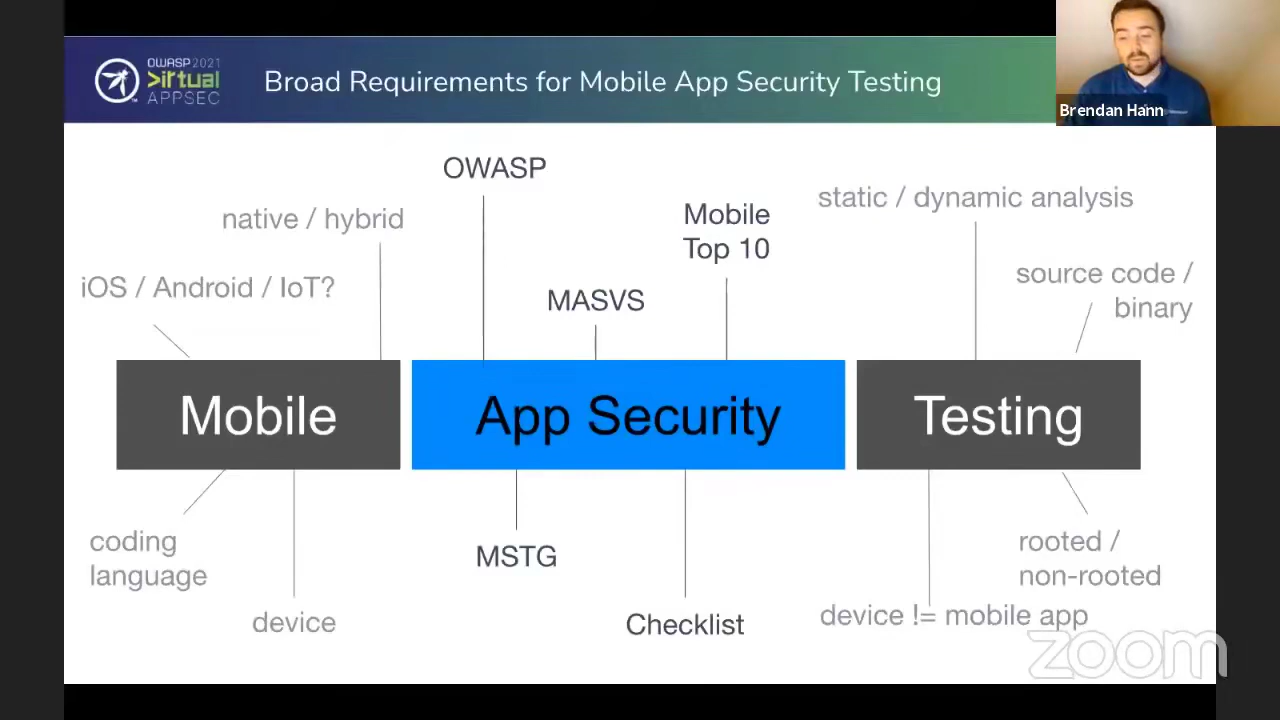 OWASP 2021
>irtual
APPSEC
Broad Requirements for Mobile App Security Testing
Brendan Hann
OWASP
native / hybrid
Mobile
Top 10
static / dynamic analysis
iOS / Android / IoT?
MASVS
source code /
binary
Mobile
App Security
Testing
coding
language
device
MSTG
Checklist
rooted /
non-rooted
device != mobile app
zoom